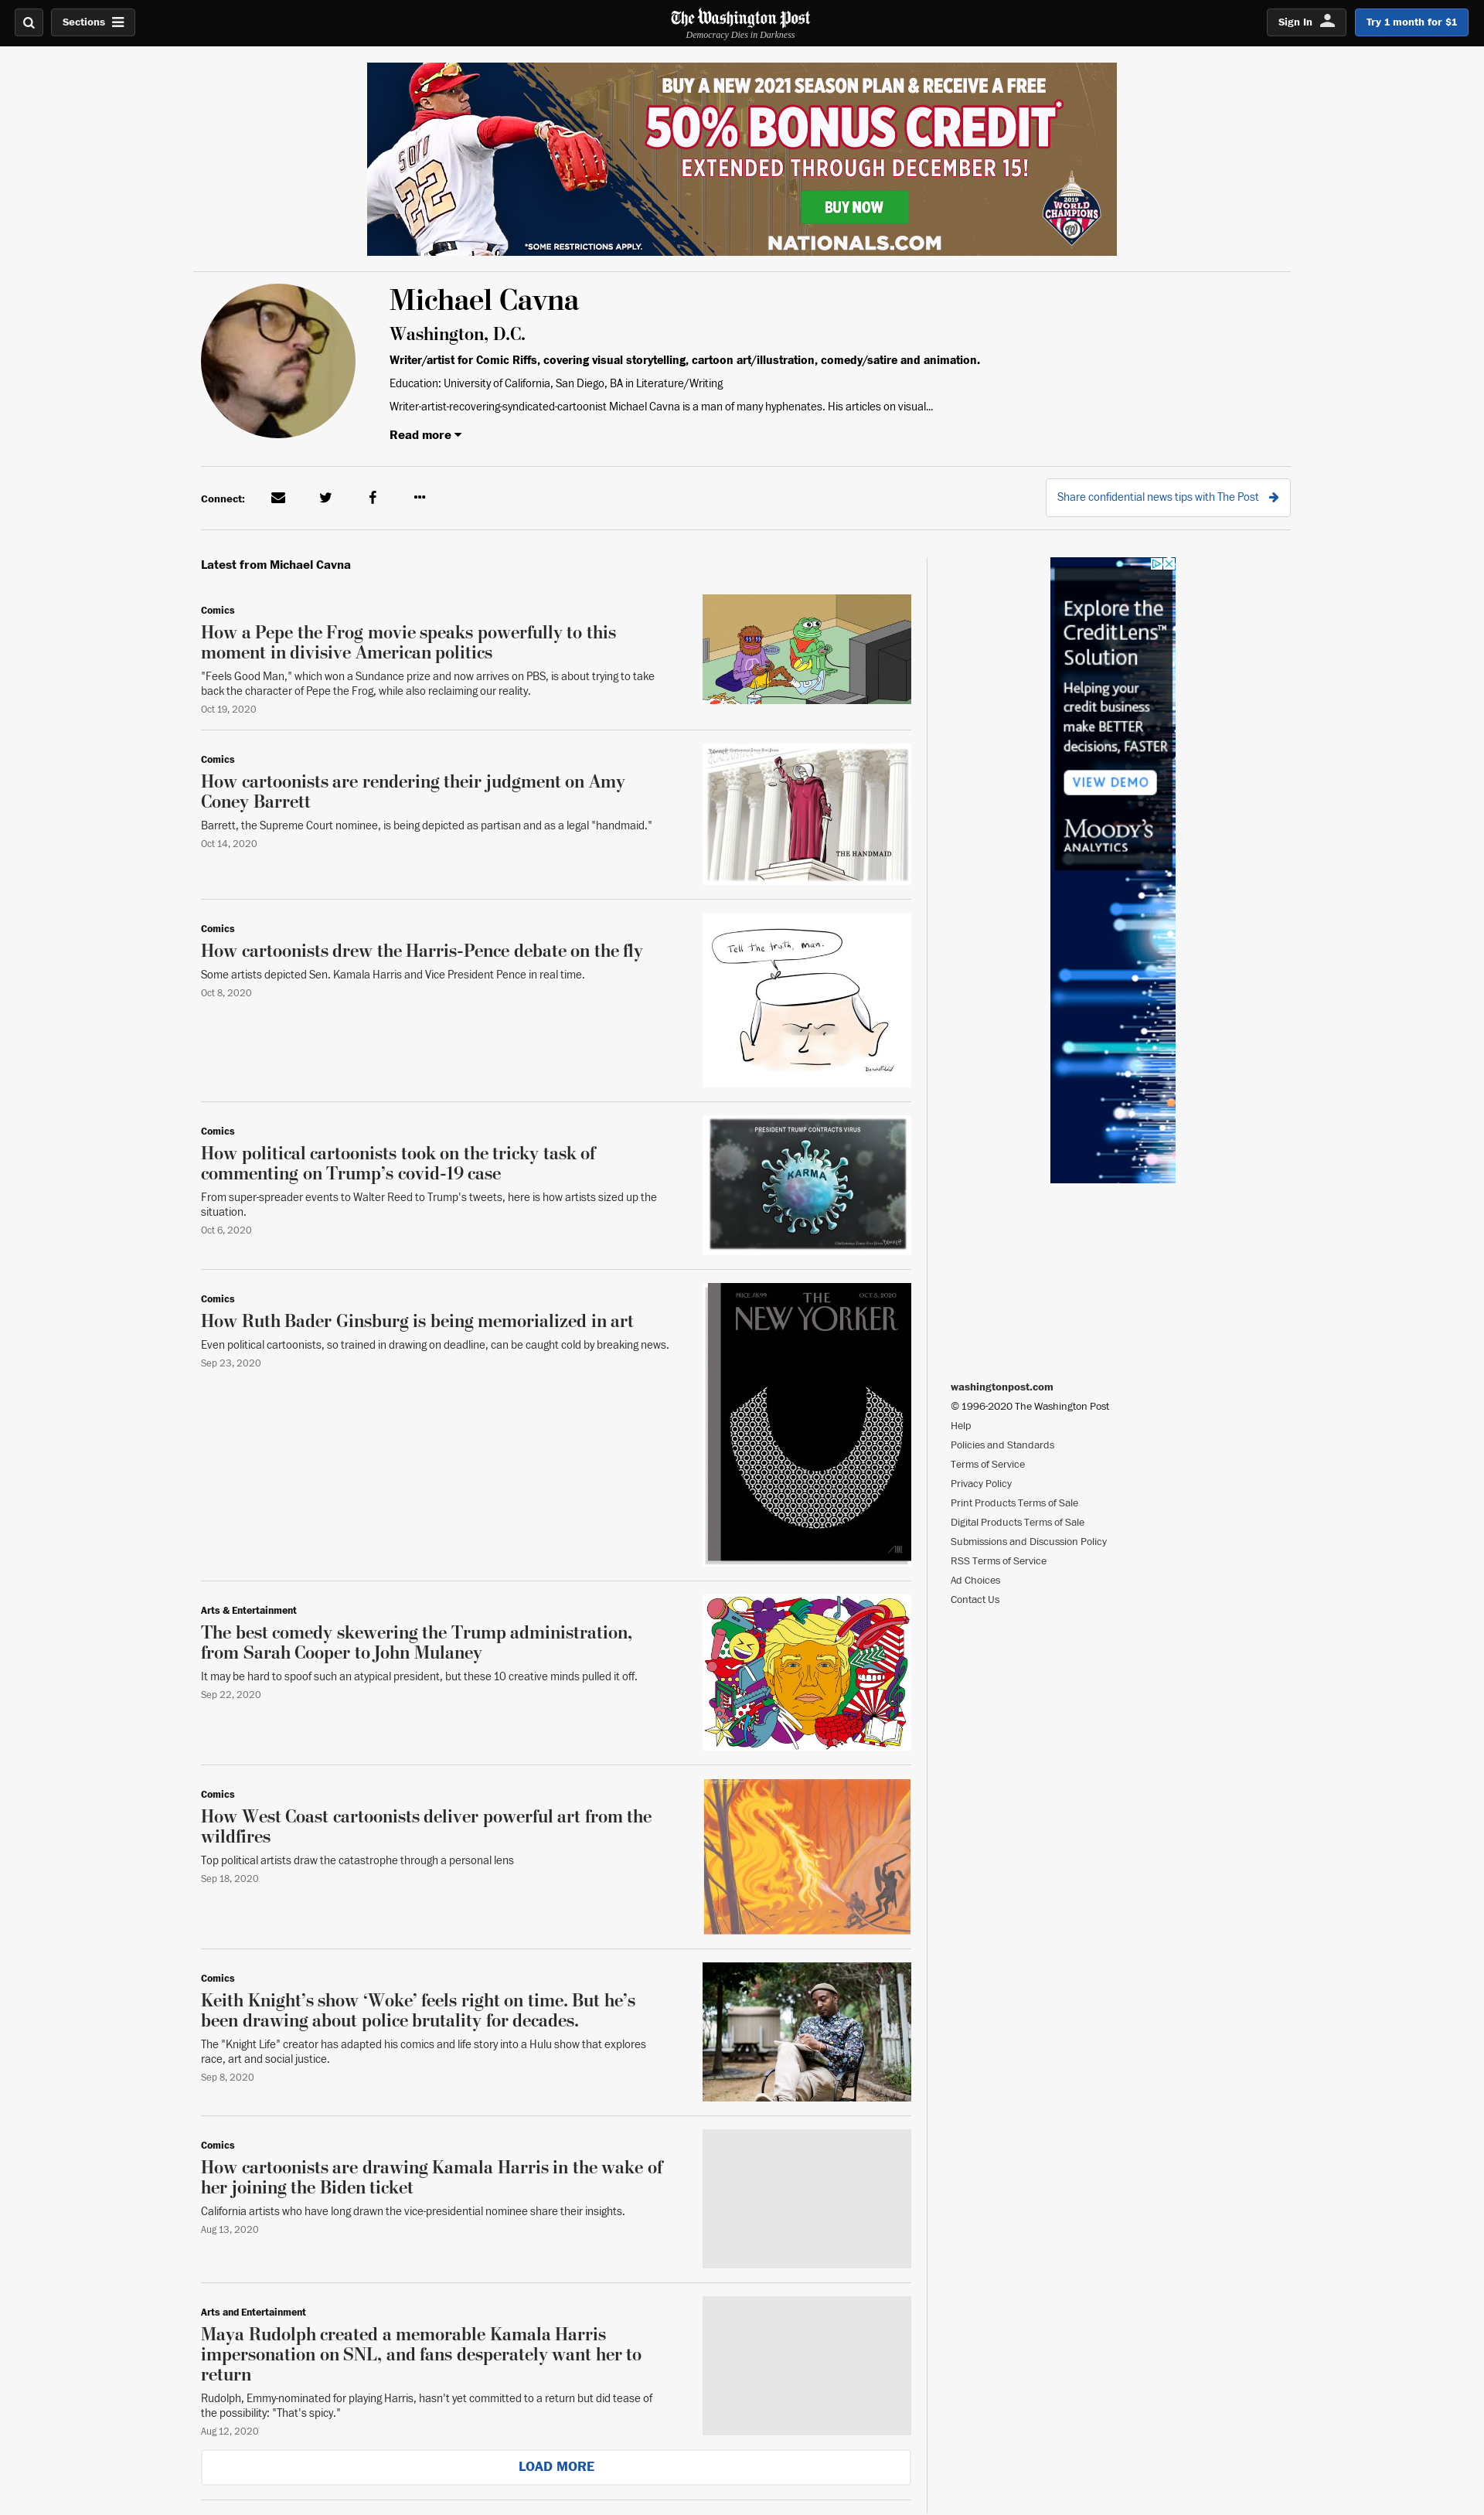 Sections
The Washington Post
Democracy Dies in Darkness
Sign In
Try 1 month for $1
BUY A NEW 2021 SEASON PLAN & RECEIVE A FREE
50% BONUS CREDIT*
EXTENDED THROUGH DECEMBER 15!
BUY NOW
*SOME RESTRICTIONS APPLY.
NATIONALS.COM
SOTO
22
2019
WORLD
CHAMPIONS
W
Michael Cavna
Washington, D.C.
Writer/artist for Comic Riffs, covering visual storytelling, cartoon art/illustration, comedy/satire and animation.
Education: University of California, San Diego, BA in Literature/Writing
Writer-artist-recovering-syndicated-cartoonist Michael Cavna is a man of many hyphenates. His articles on visual...
Read more
Connect:
Share confidential news tips with The Post
Latest from Michael Cavna
Comics
How a Pepe the Frog movie speaks powerfully to this
moment in divisive American politics
"Feels Good Man," which won a Sundance prize and now arrives on PBS, is about trying to take
back the character of Pepe the Frog, while also reclaiming our reality.
Oct 19, 2020
Comics
How cartoonists are rendering their judgment on Amy
Coney Barrett
Barrett, the Supreme Court nominee, is being depicted as partisan and as a legal "handmaid."
Oct 14, 2020
THE HANDMAID
Comics
How cartoonists drew the Harris-Pence debate on the fly
Some artists depicted Sen. Kamala Harris and Vice President Pence in real time.
Oct 8, 2020
Tell the truth, man.
Comics
How political cartoonists took on the tricky task of
commenting on Trump's covid-19 case
From super-spreader events to Walter Reed to Trump's tweets, here is how artists sized up the
situation.
Oct 6, 2020
PRESIDENT TRUMP CONTRACTS VIRUS
KARMA
Comics
How Ruth Bader Ginsburg is being memorialized in art
Even political cartoonists, so trained in drawing on deadline, can be caught cold by breaking news.
Sep 23, 2020
PRICE $8.99
THE
OCT. 5, 2020
NEW YORKER
Arts & Entertainment
The best comedy skewering the Trump administration,
from Sarah Cooper to John Mulaney
It may be hard to spoof such an atypical president, but these 10 creative minds pulled it off.
Sep 22, 2020
Comics
How West Coast cartoonists deliver powerful art from the
wildfires
Top political artists draw the catastrophe through a personal lens
Sep 18, 2020
Comics
Keith Knight's show ‘Woke’ feels right on time. But he’s
been drawing about police brutality for decades.
The "Knight Life" creator has adapted his comics and life story into a Hulu show that explores
race, art and social justice.
Sep 8, 2020
Comics
How cartoonists are drawing Kamala Harris in the wake of
her joining the Biden ticket
California artists who have long drawn the vice-presidential nominee share their insights.
Aug 13, 2020
Arts and Entertainment
Maya Rudolph created a memorable Kamala Harris
impersonation on SNL, and fans desperately want her to
return
Rudolph, Emmy-nominated for playing Harris, hasn't yet committed to a return but did tease of
the possibility: "That's spicy."
Aug 12, 2020
LOAD MORE
Explore the
CreditLens™
Solution
Helping your
credit business
make BETTER
decisions, FASTER
VIEW DEMO
MOODY'S
ANALYTICS
washingtonpost.com
© 1996-2020 The Washington Post
Help
Policies and Standards
Terms of Service
Privacy Policy
Print Products Terms of Sale
Digital Products Terms of Sale
Submissions and Discussion Policy
RSS Terms of Service
Ad Choices
Contact Us